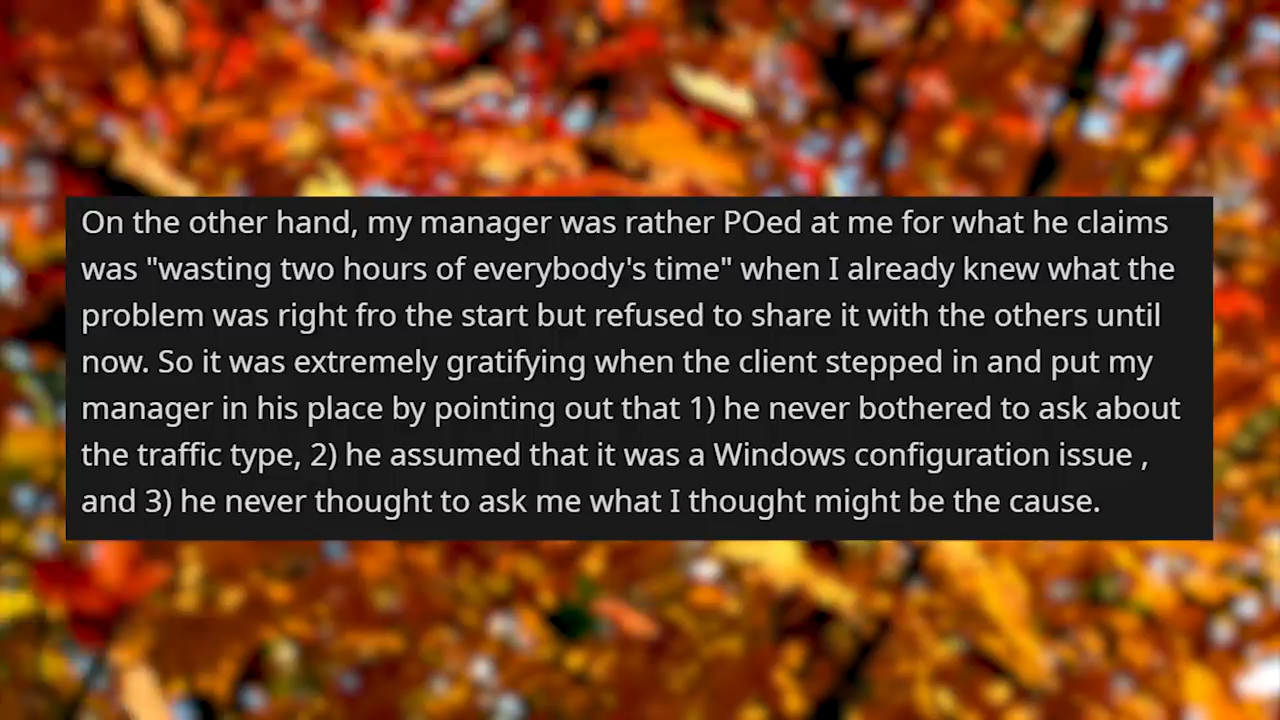 On the other hand, my manager was rather POed at me for what he claims
was "wasting two hours of everybody's time" when I already knew what the
problem was right fro the start but refused to share it with the others until
now. So it was extremely gratifying when the client stepped in and put my
manager in his place by pointing out that 1) he never bothered to ask about
the traffic type, 2) he assumed that it was a Windows configuration issue ,
and 3) he never thought to ask me what I thought might be the cause.